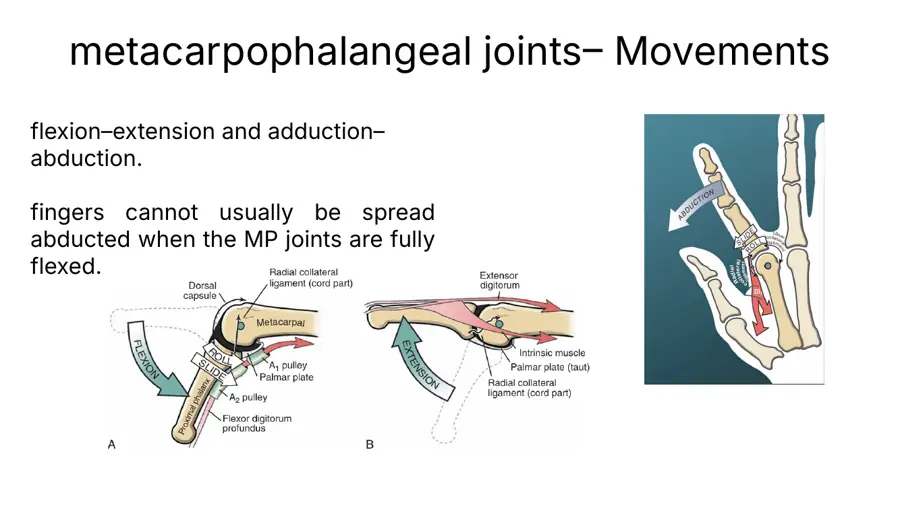 metacarpophalangeal joints– Movements
flexion–extension and adduction–
abduction.
fingers cannot usually be spread
abducted when the MP joints are fully
flexed.
Dorsal
capsule
Radial collateral
ligament (cord part)
Metacarpal
FLEXION
ROLL
SLIDE
A1 pulley
Palmar plate
A2 pulley
Proximal phalanx
Flexor digitorum
profundus
A
Extensor
digitorum
EXTENSION
Intrinsic muscle
Palmar plate (taut)
Radial collateral
ligament (cord part)
B
ABDUCTION
SLIDE
ROLL